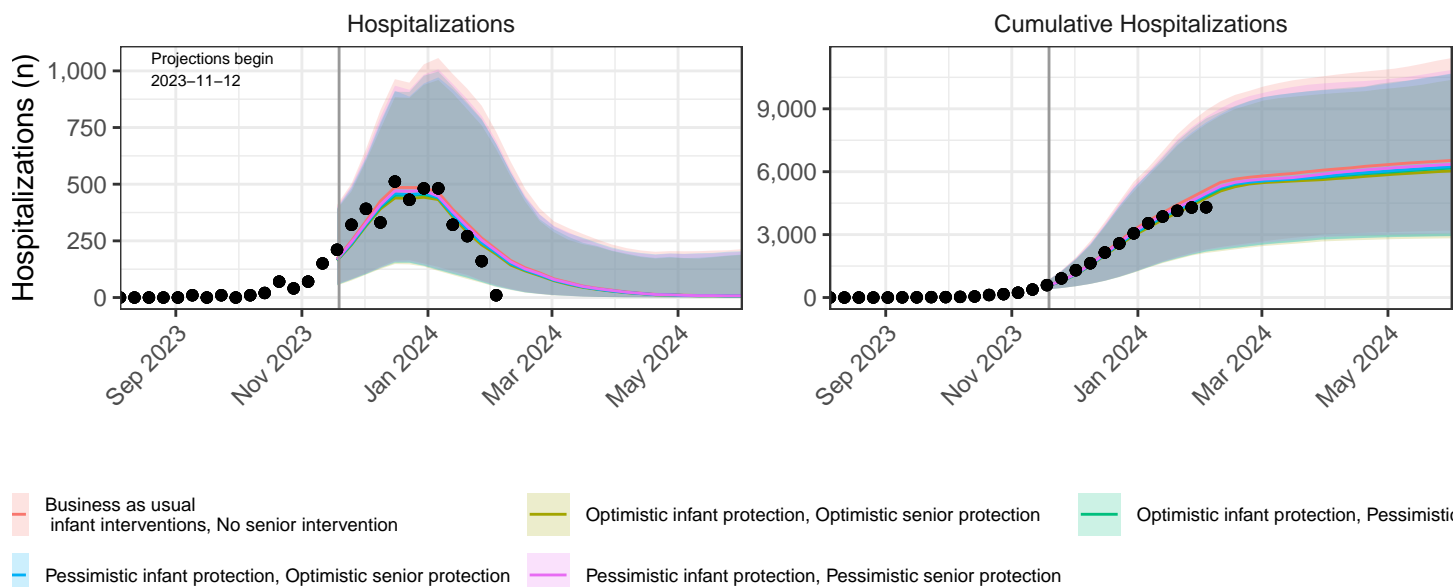 Hospitalizations
Cumulative Hospitalizations
Hospitalizations (n)
Projections begin
2023−11−12
1,000
750
500
250
0
Sep 2023
Nov 2023
Jan 2024
Mar 2024
May 2024
9,000
6,000
3,000
0
Sep 2023
Nov 2023
Jan 2024
Mar 2024
May 2024
Business as usual
infant interventions, No senior intervention
Optimistic infant protection, Optimistic senior protection
Optimistic infant protection, Pessimistic
Pessimistic infant protection, Optimistic senior protection
Pessimistic infant protection, Pessimistic senior protection